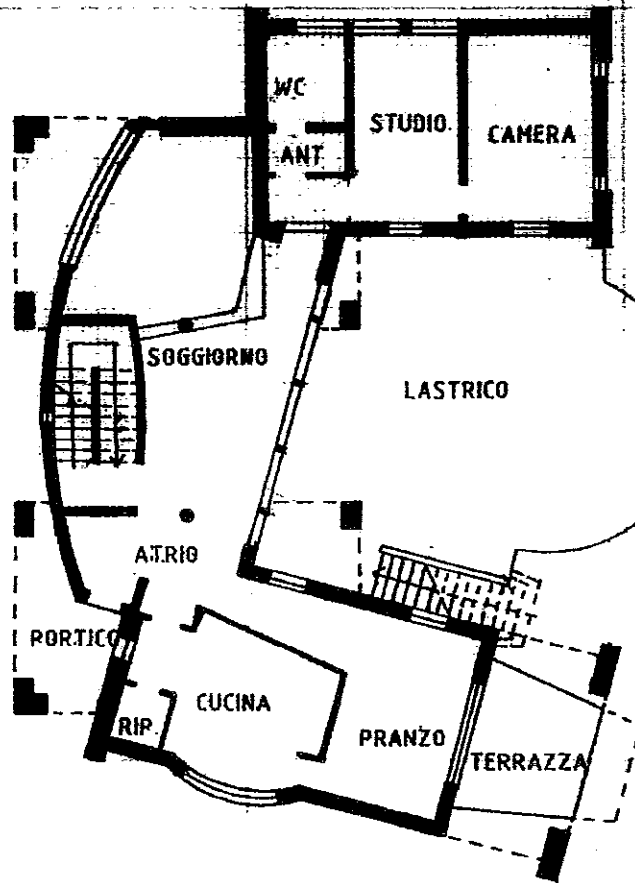 WC
STUDIO.
CAMERA
ANT
SOGGIORNO
LASTRICO
ATRIO
PORTICO
CUCINA
RIP.
PRANZO
TERRAZZA